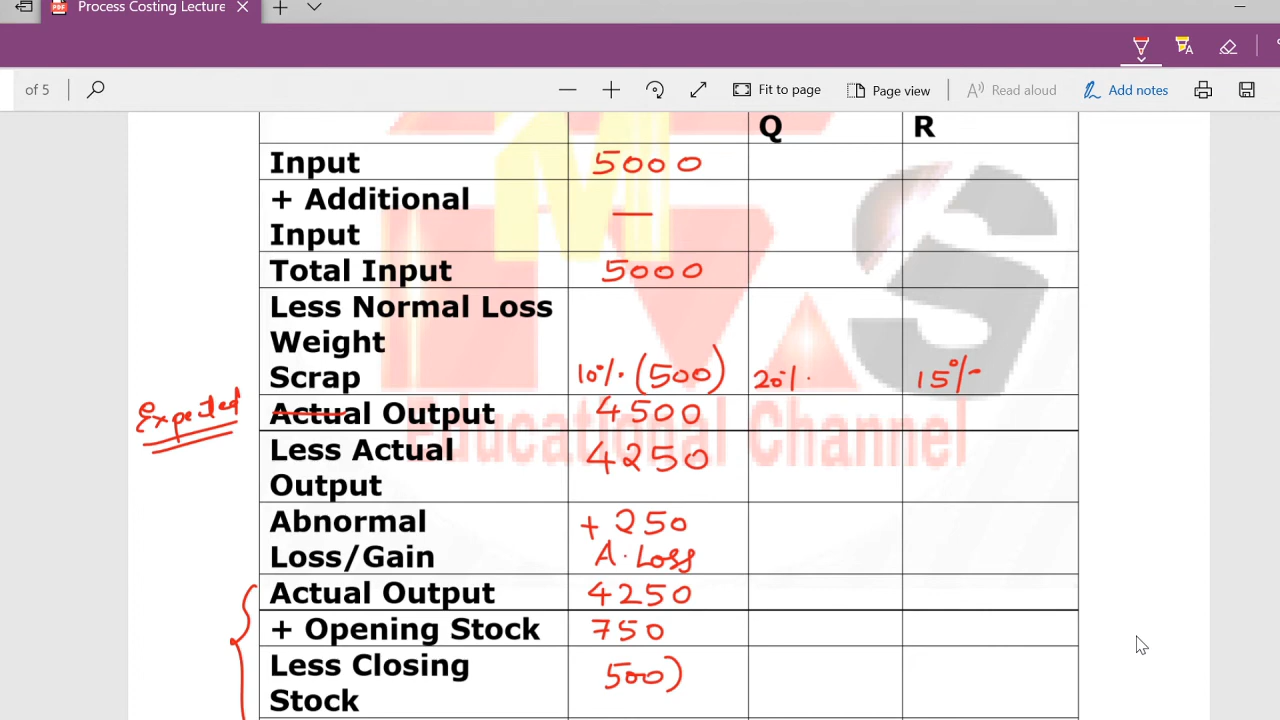 Process Costing Lecture
of 5
Fit to page
Page view
Read aloud
Add notes
Q R
Input 5000
+ Additional
Input —
Total Input 5000
Less Normal Loss
Weight
Scrap 10% (500) 20% 15%
Expected
Actual Output 4500
Less Actual
Output 4250
Abnormal
Loss/Gain
+ 250
A. Loss
Actual Output 4250
+ Opening Stock 750
Less Closing
Stock 500)
M
S
Educational Channel